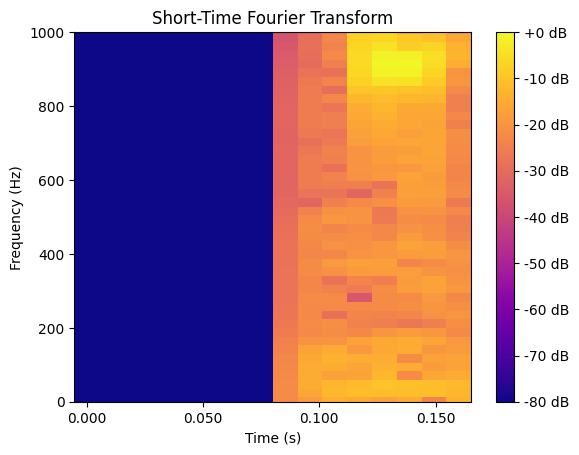 Short-Time Fourier Transform
1000
800
600
400
200
0
Frequency (Hz)
0.000
0.050
0.100
0.150
Time (s)
+0 dB
-10 dB
-20 dB
-30 dB
-40 dB
-50 dB
-60 dB
-70 dB
-80 dB